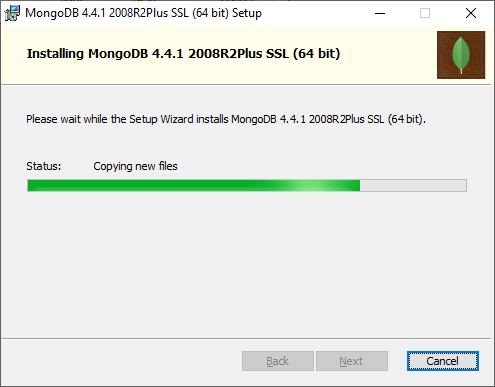 MongoDB 4.4.1 2008R2Plus SSL (64 bit) Setup
Installing MongoDB 4.4.1 2008R2Plus SSL (64 bit)
Please wait while the Setup Wizard installs MongoDB 4.4.1 2008R2Plus SSL (64 bit).
Status: Copying new files
Back Next Cancel